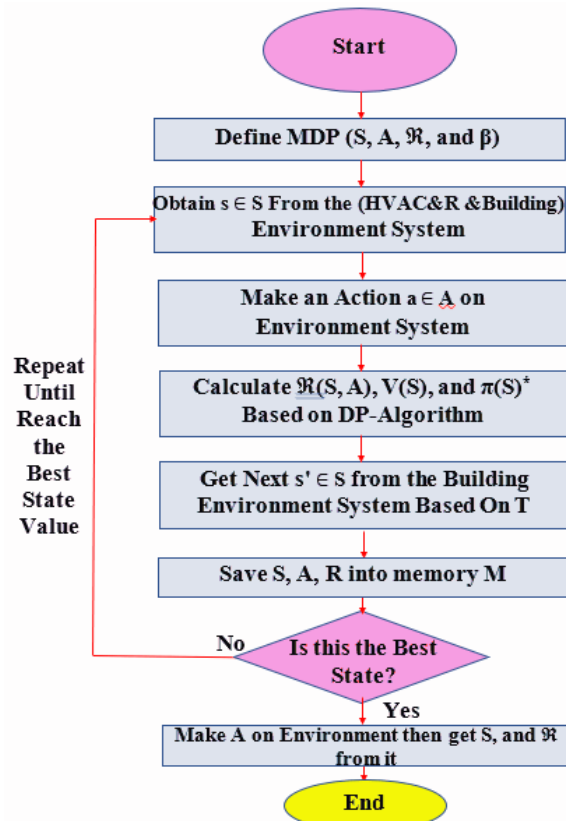 Start
Define MDP (S, A, ℜ, and β)
Obtain s ∈ S From the (HVAC&R &Building)
Environment System
Make an Action a ∈ A on
Environment System
Calculate ℜ(S, A), V(S), and π(S)*
Based on DP-Algorithm
Get Next s' ∈ S from the Building
Environment System Based On T
Save S, A, R into memory M
Is this the Best
State?
No
Repeat
Until
Reach
the
Best
State
Value
Yes
Make A on Environment then get S, and ℜ
from it
End